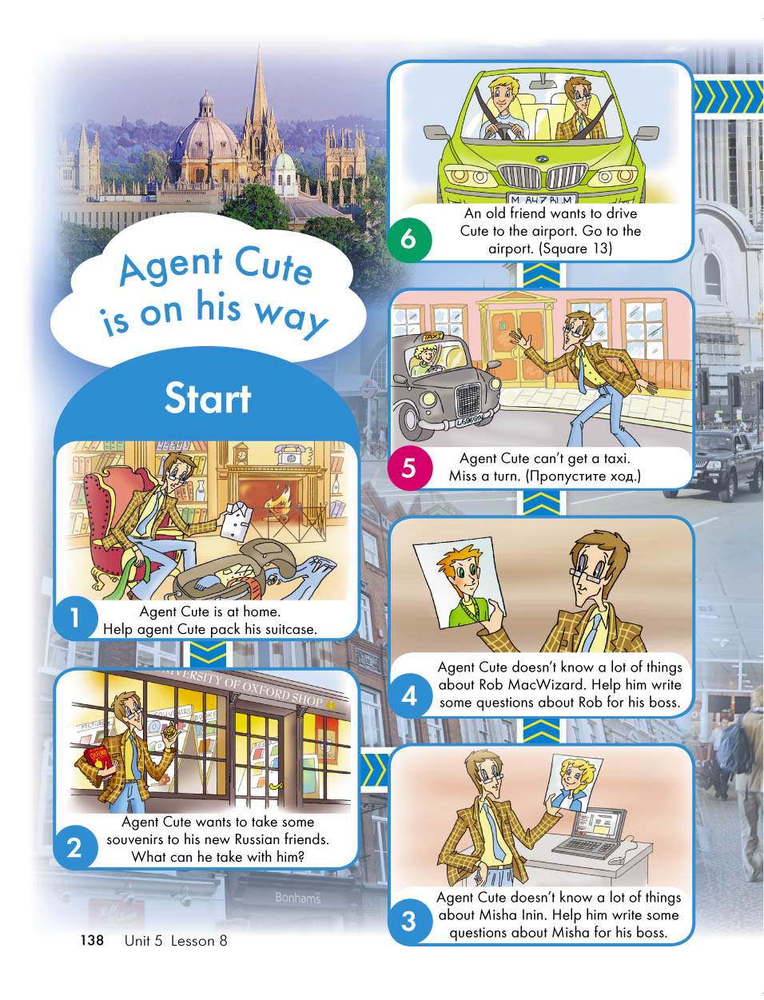 Agent Cute
is on his way
Start
1
Agent Cute is at home.
Help agent Cute pack his suitcase.
UNIVERSITY OF OXFORD SHOP
PICTURES
SOUVENIRS
BOOKS
OXFORD
2
Agent Cute wants to take some
souvenirs to his new Russian friends.
What can he take with him?
Bonhams
3
Agent Cute doesn't know a lot of things
about Misha Inin. Help him write some
questions about Misha for his boss.
4
Agent Cute doesn't know a lot of things
about Rob MacWizard. Help him write
some questions about Rob for his boss.
TAXI
5
Agent Cute can't get a taxi.
Miss a turn. (Пропустите ход.)
M 847 BLM
6
An old friend wants to drive
Cute to the airport. Go to the
airport. (Square 13)
138 Unit 5 Lesson 8